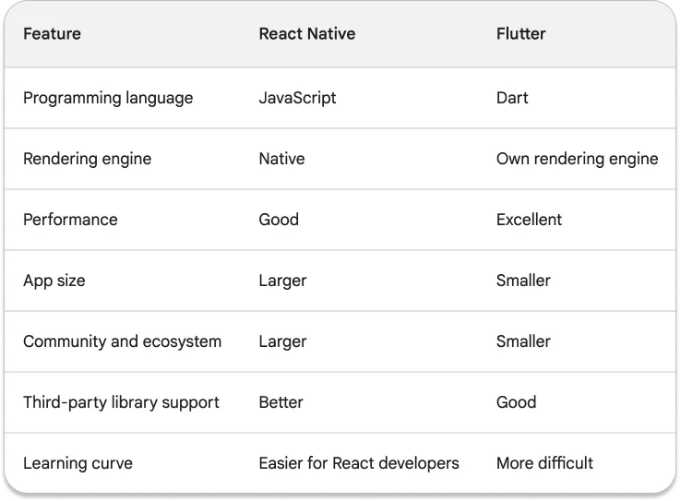 Feature React Native Flutter
Programming language JavaScript Dart
Rendering engine Native Own rendering engine
Performance Good Excellent
App size Larger Smaller
Community and ecosystem Larger Smaller
Third-party library support Better Good
Learning curve Easier for React developers More difficult